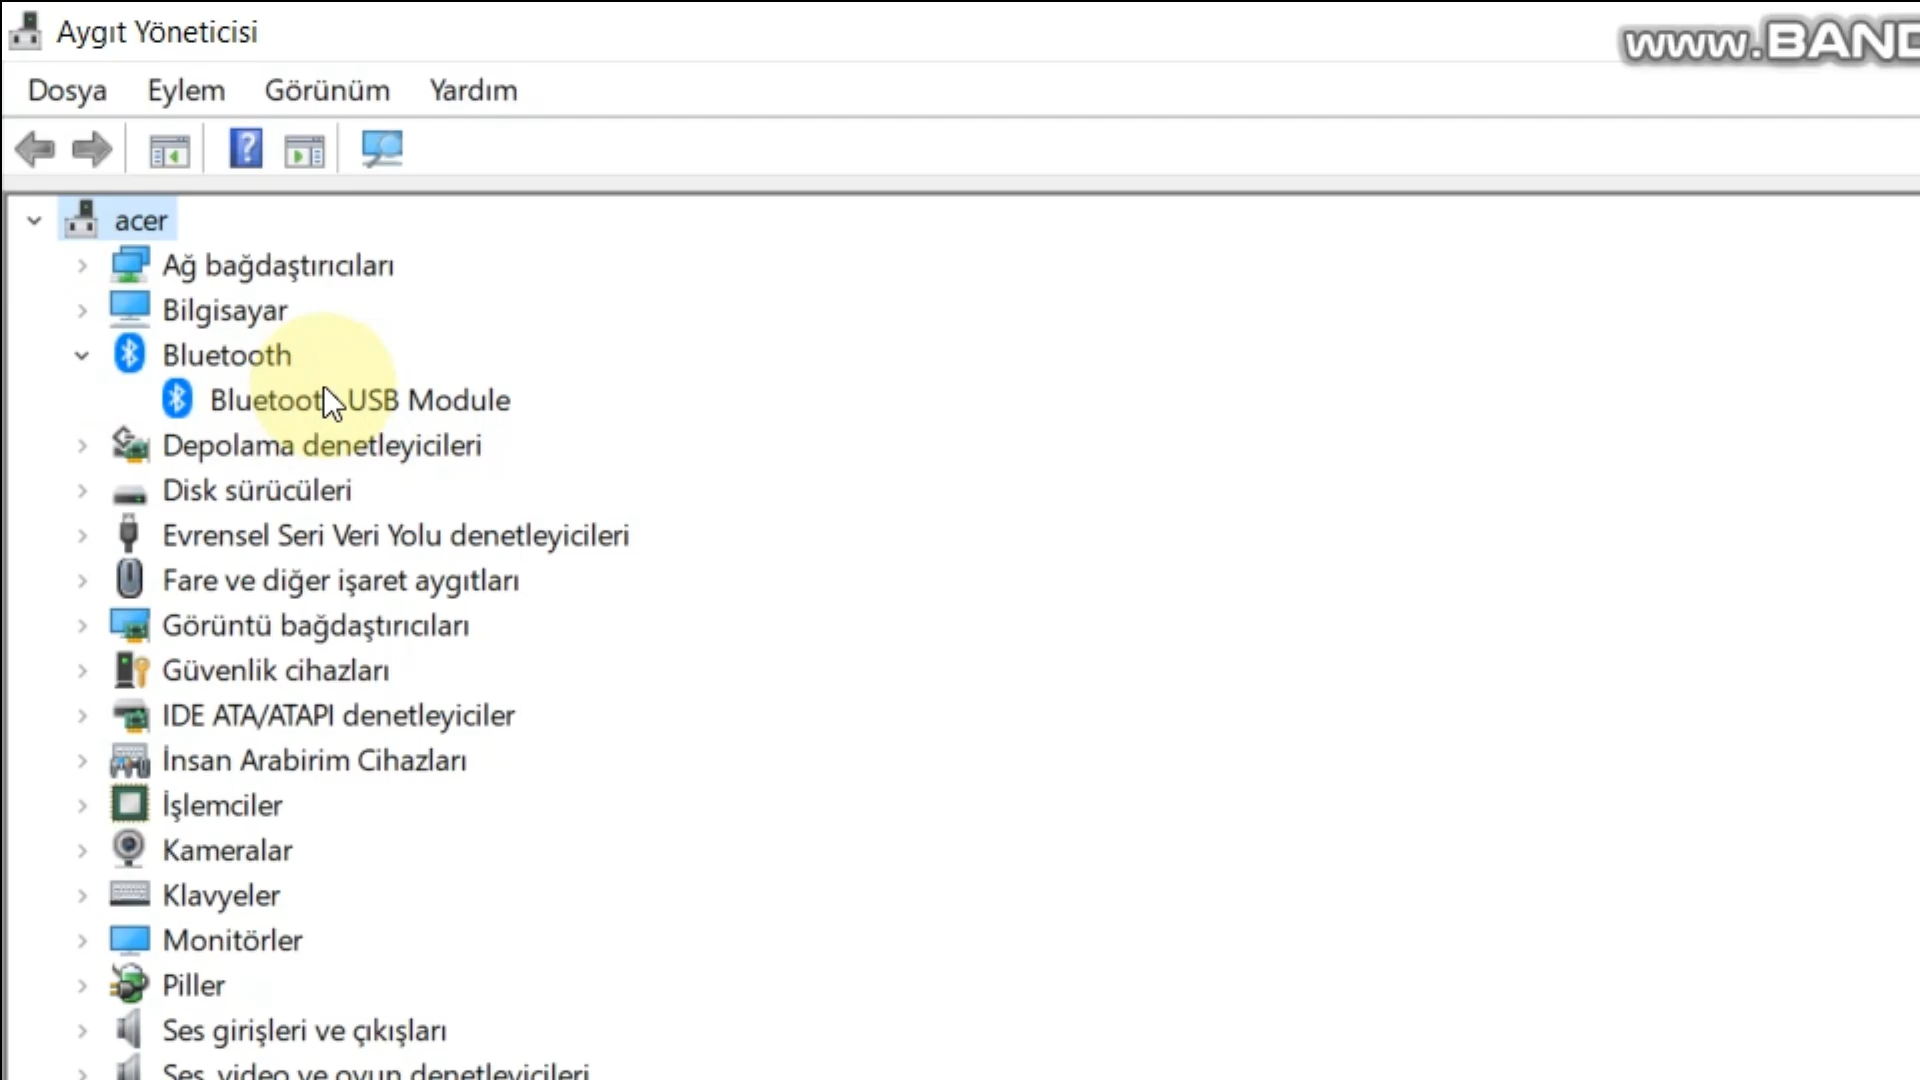 Aygıt Yöneticisi
www.BAND
Dosya Eylem Görünüm Yardım
acer
Ağ bağdaştırıcıları
Bilgisayar
Bluetooth
Bluetooth USB Module
Depolama denetleyicileri
Disk sürücüleri
Evrensel Seri Veri Yolu denetleyicileri
Fare ve diğer işaret aygıtları
Görüntü bağdaştırıcıları
Güvenlik cihazları
IDE ATA/ATAPI denetleyiciler
İnsan Arabirim Cihazları
İşlemciler
Kameralar
Klavyeler
Monitörler
Piller
Ses girişleri ve çıkışları
Ses, video ve oyun denetleyicileri